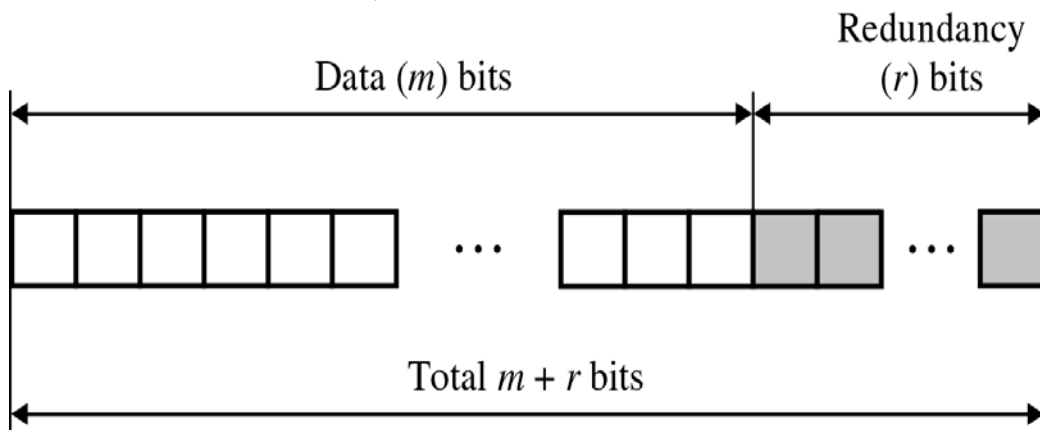 Redundancy
Data (m) bits
(r) bits
...
...
Total m + r bits